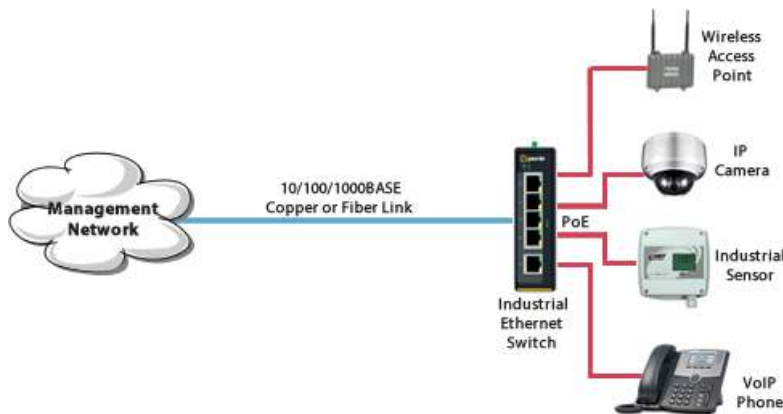 Wireless
Access
Point
IP
Camera
10/100/1000BASE
Copper or Fiber Link
Management
Network
PoE
Industrial
Sensor
Industrial
Ethernet
Switch
VoIP
Phone